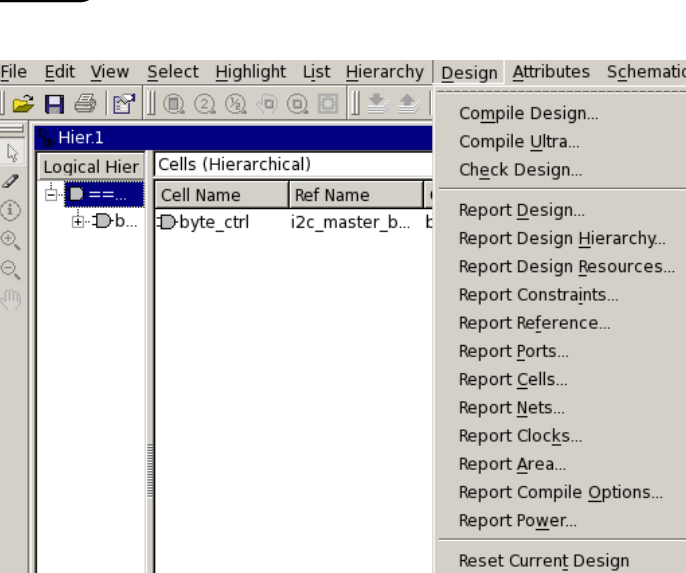 File Edit View Select Highlight List Hierarchy Design Attributes Schematic
Hier.1
Logical Hier Cells (Hierarchical)
==... Cell Name Ref Name
b... byte_ctrl i2c_master_b... b
Compile Design...
Compile Ultra...
Check Design...
Report Design...
Report Design Hierarchy...
Report Design Resources...
Report Constraints...
Report Reference...
Report Ports...
Report Cells...
Report Nets...
Report Clocks...
Report Area...
Report Compile Options...
Report Power...
Reset Current Design